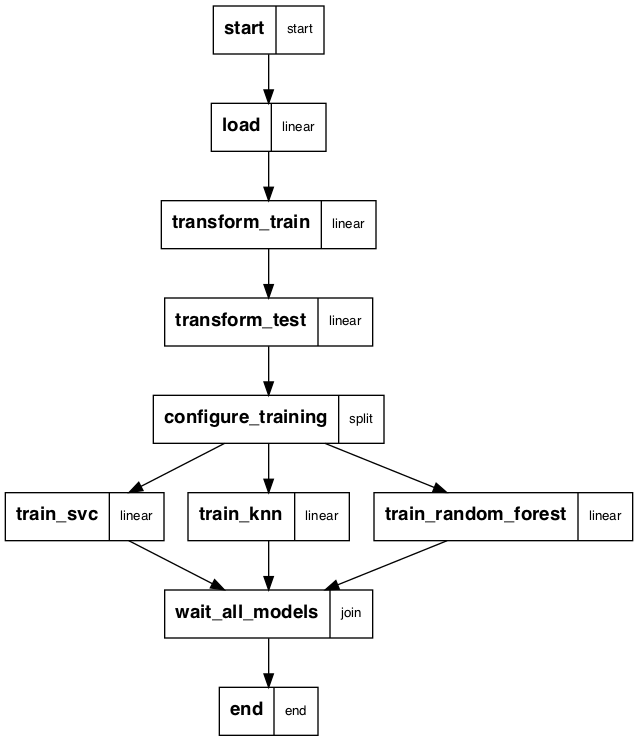 start start
load linear
transform_train linear
transform_test linear
configure_training split
train_svc linear train_knn linear train_random_forest linear
wait_all_models join
end end